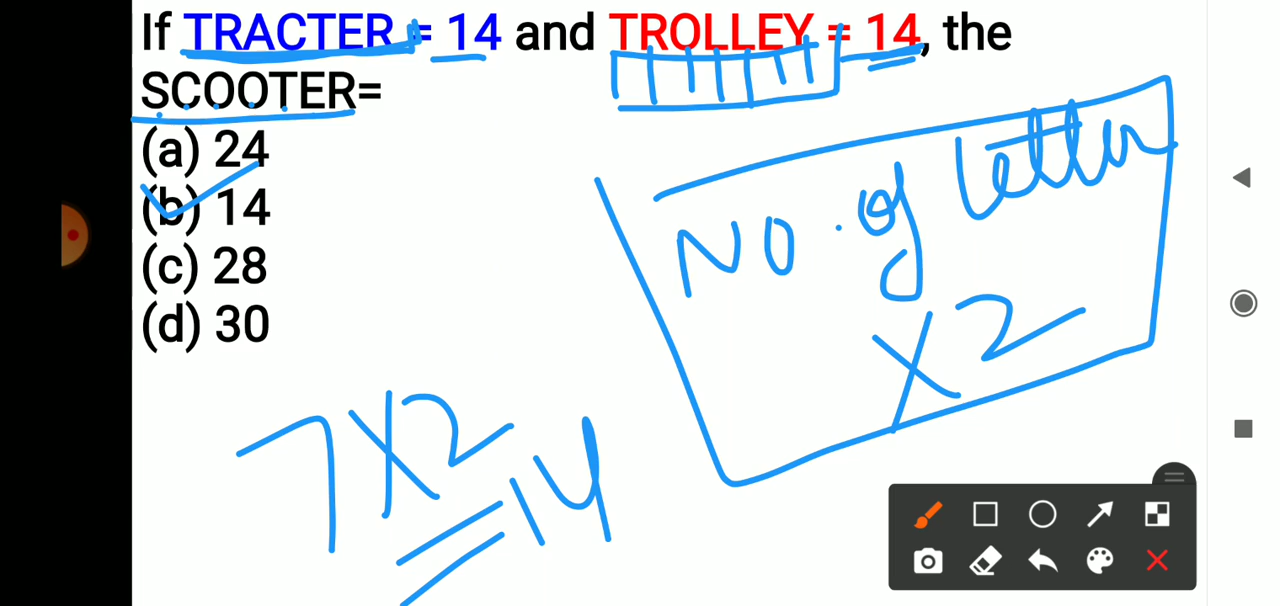 If TRACTER = 14 and TROLLEY = 14, the
SCOOTER=
(a) 24
(b) 14
(c) 28
(d) 30
No. of Letter
X2
7X2
=14